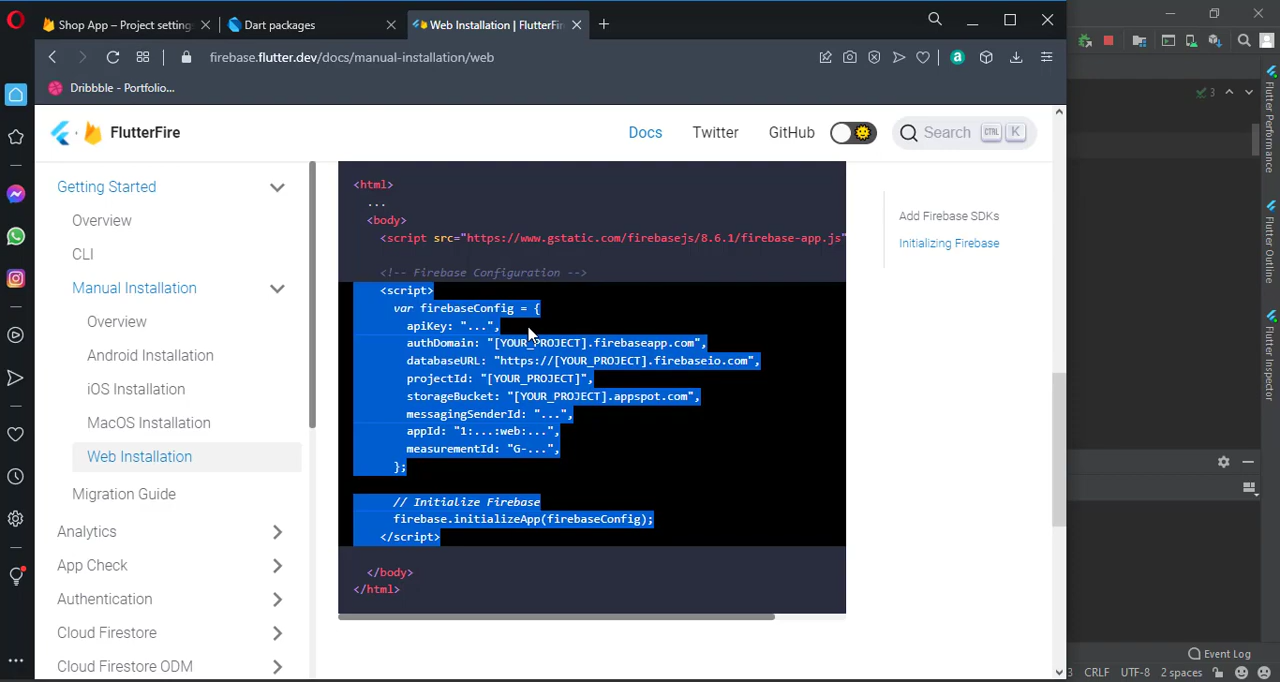 Shop App – Project setting
Dart packages
Web Installation | FlutterFir
firebase.flutter.dev/docs/manual-installation/web
a
Dribbble - Portfolio...
FlutterFire
Docs
Twitter
GitHub
Search
CTRL
K
Getting Started
Overview
CLI
Manual Installation
Overview
Android Installation
iOS Installation
MacOS Installation
Web Installation
Migration Guide
Analytics
App Check
Authentication
Cloud Firestore
Cloud Firestore ODM
<html>
...
<body>
<script src="https://www.gstatic.com/firebasejs/8.6.1/firebase-app.js"
<!-- Firebase Configuration -->
<script>
var firebaseConfig = {
apiKey: "...",
authDomain: "[YOUR_PROJECT].firebaseapp.com",
databaseURL: "https://[YOUR_PROJECT].firebaseio.com",
projectId: "[YOUR_PROJECT]",
storageBucket: "[YOUR_PROJECT].appspot.com",
messagingSenderId: "...",
appId: "1:...:web:...",
measurementId: "G-...",
};
// Initialize Firebase
firebase.initializeApp(firebaseConfig);
</script>
</body>
</html>
Add Firebase SDKs
Initializing Firebase
3
Flutter Performance
Flutter Outline
Flutter Inspector
Event Log
3 CRLF UTF-8 2 spaces